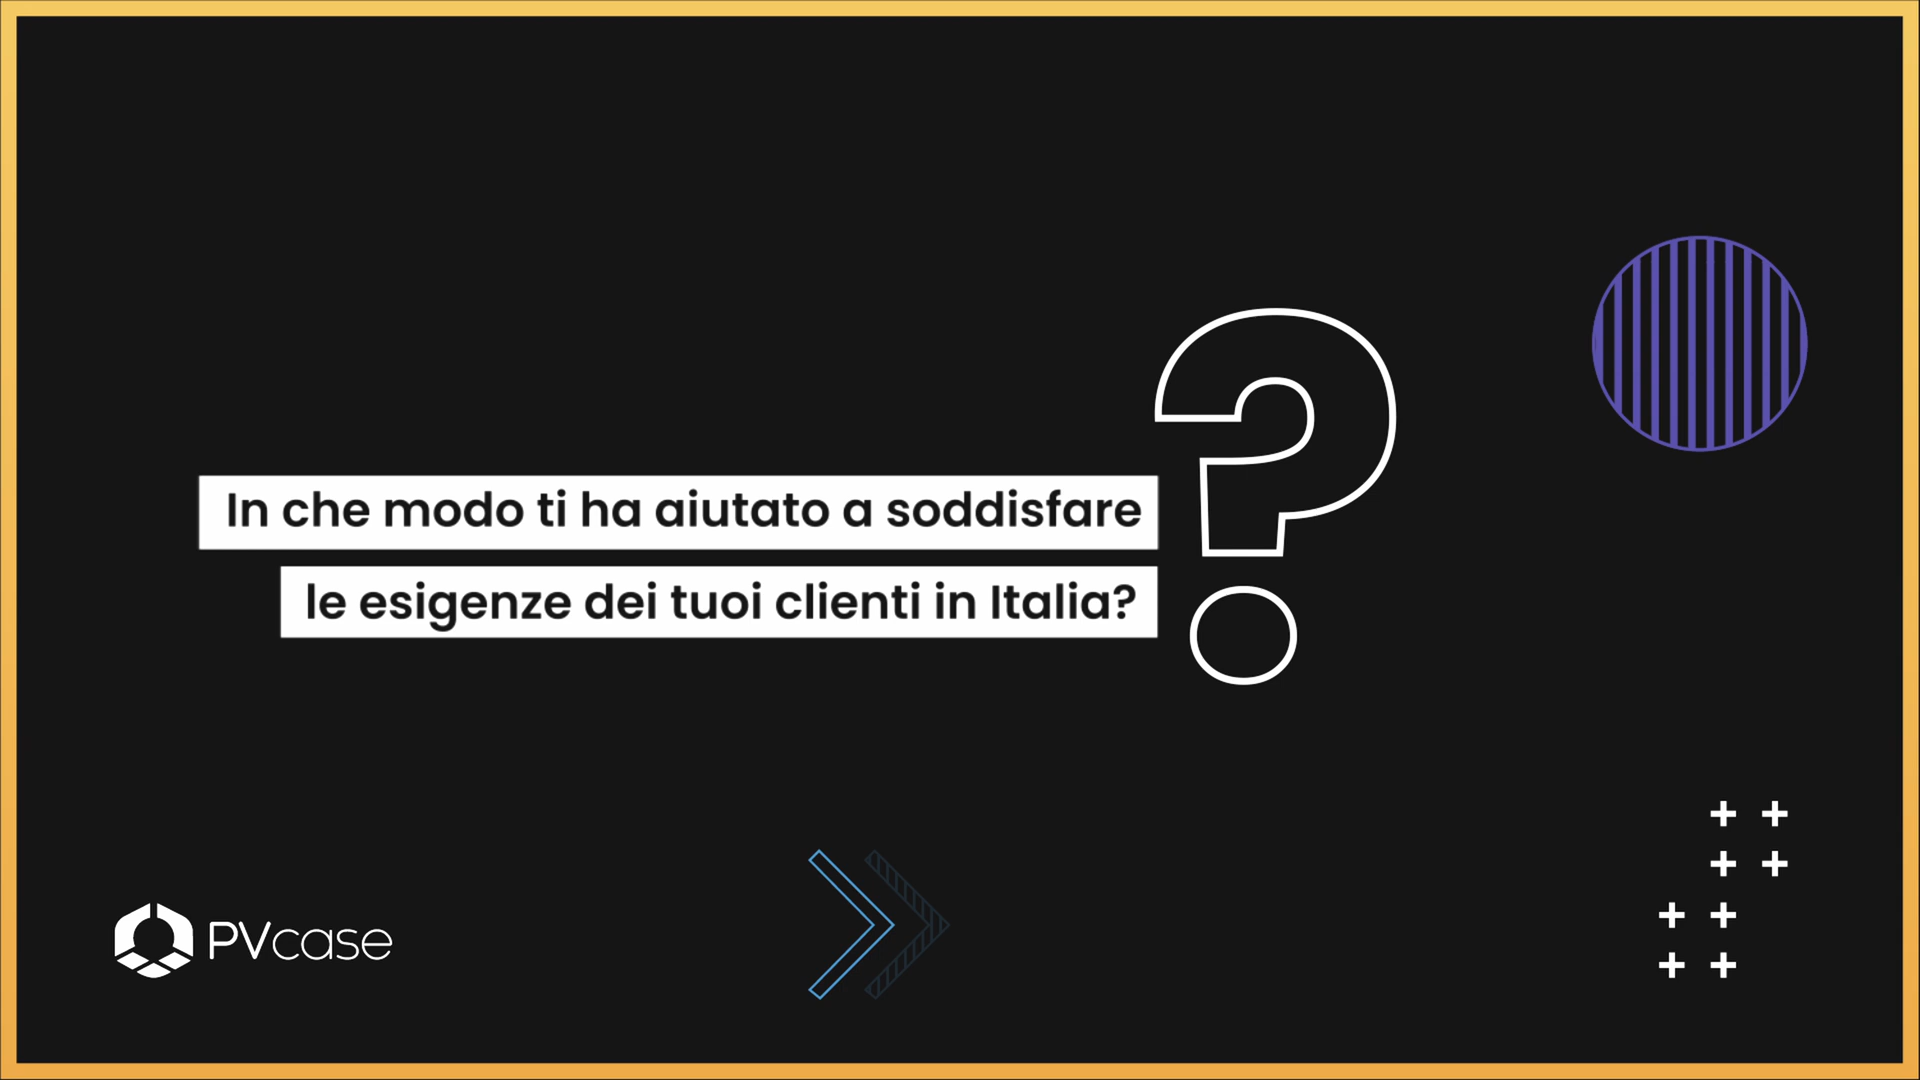 In che modo ti ha aiutato a soddisfare
le esigenze dei tuoi clienti in Italia?
PVcase